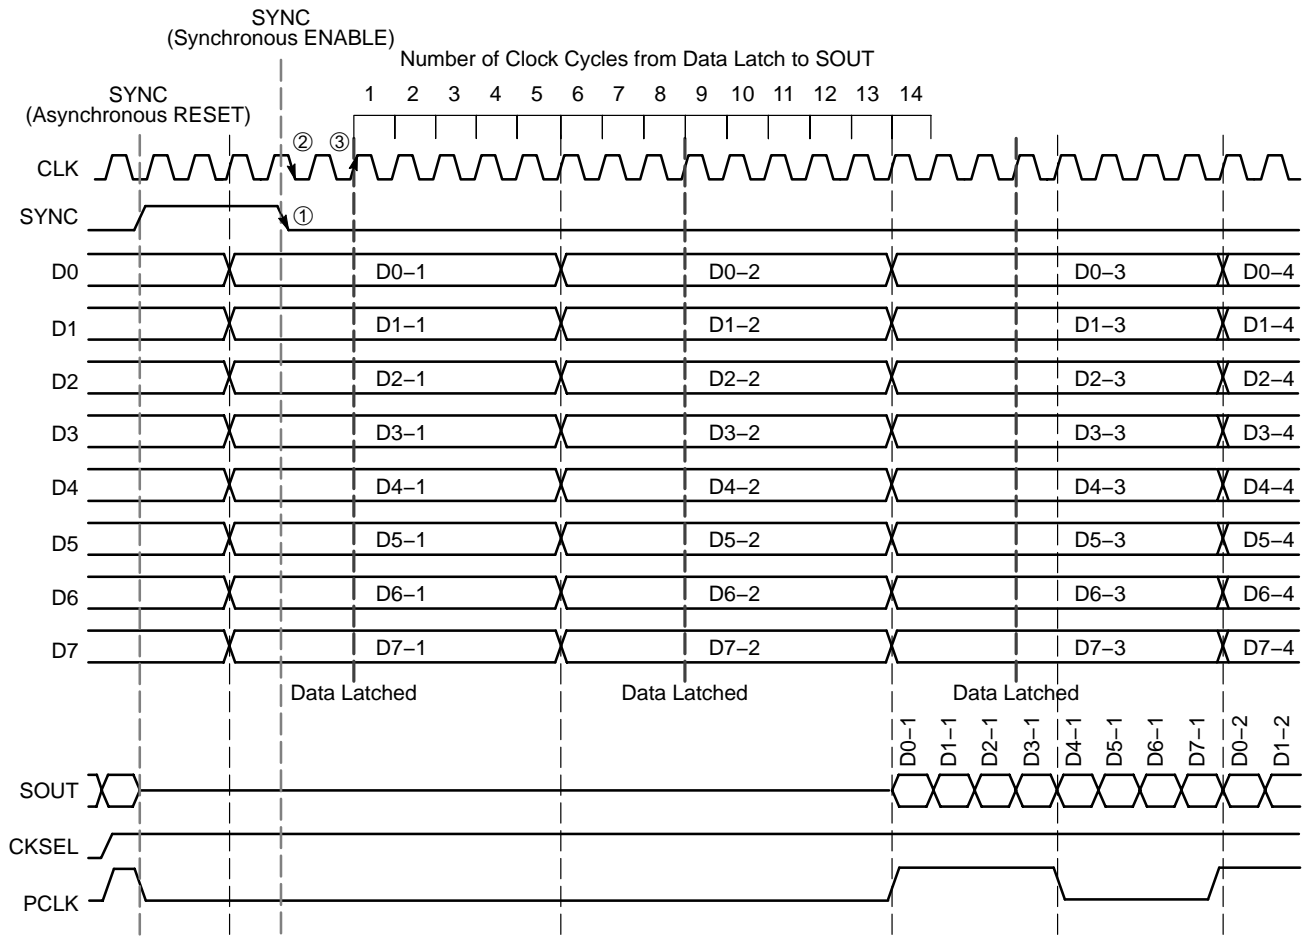 SYNC
(Synchronous ENABLE)
Number of Clock Cycles from Data Latch to SOUT
SYNC
(Asynchronous RESET)
1 2 3 4 5 6 7 8 9 10 11 12 13 14
CLK ② ③
SYNC ①
D0 D0−1 D0−2 D0−3 D0−4
D1 D1−1 D1−2 D1−3 D1−4
D2 D2−1 D2−2 D2−3 D2−4
D3 D3−1 D3−2 D3−3 D3−4
D4 D4−1 D4−2 D4−3 D4−4
D5 D5−1 D5−2 D5−3 D5−4
D6 D6−1 D6−2 D6−3 D6−4
D7 D7−1 D7−2 D7−3 D7−4
Data Latched Data Latched Data Latched
D0−1 D1−1 D2−1 D3−1 D4−1 D5−1 D6−1 D7−1 D0−2 D1−2
SOUT
CKSEL
PCLK